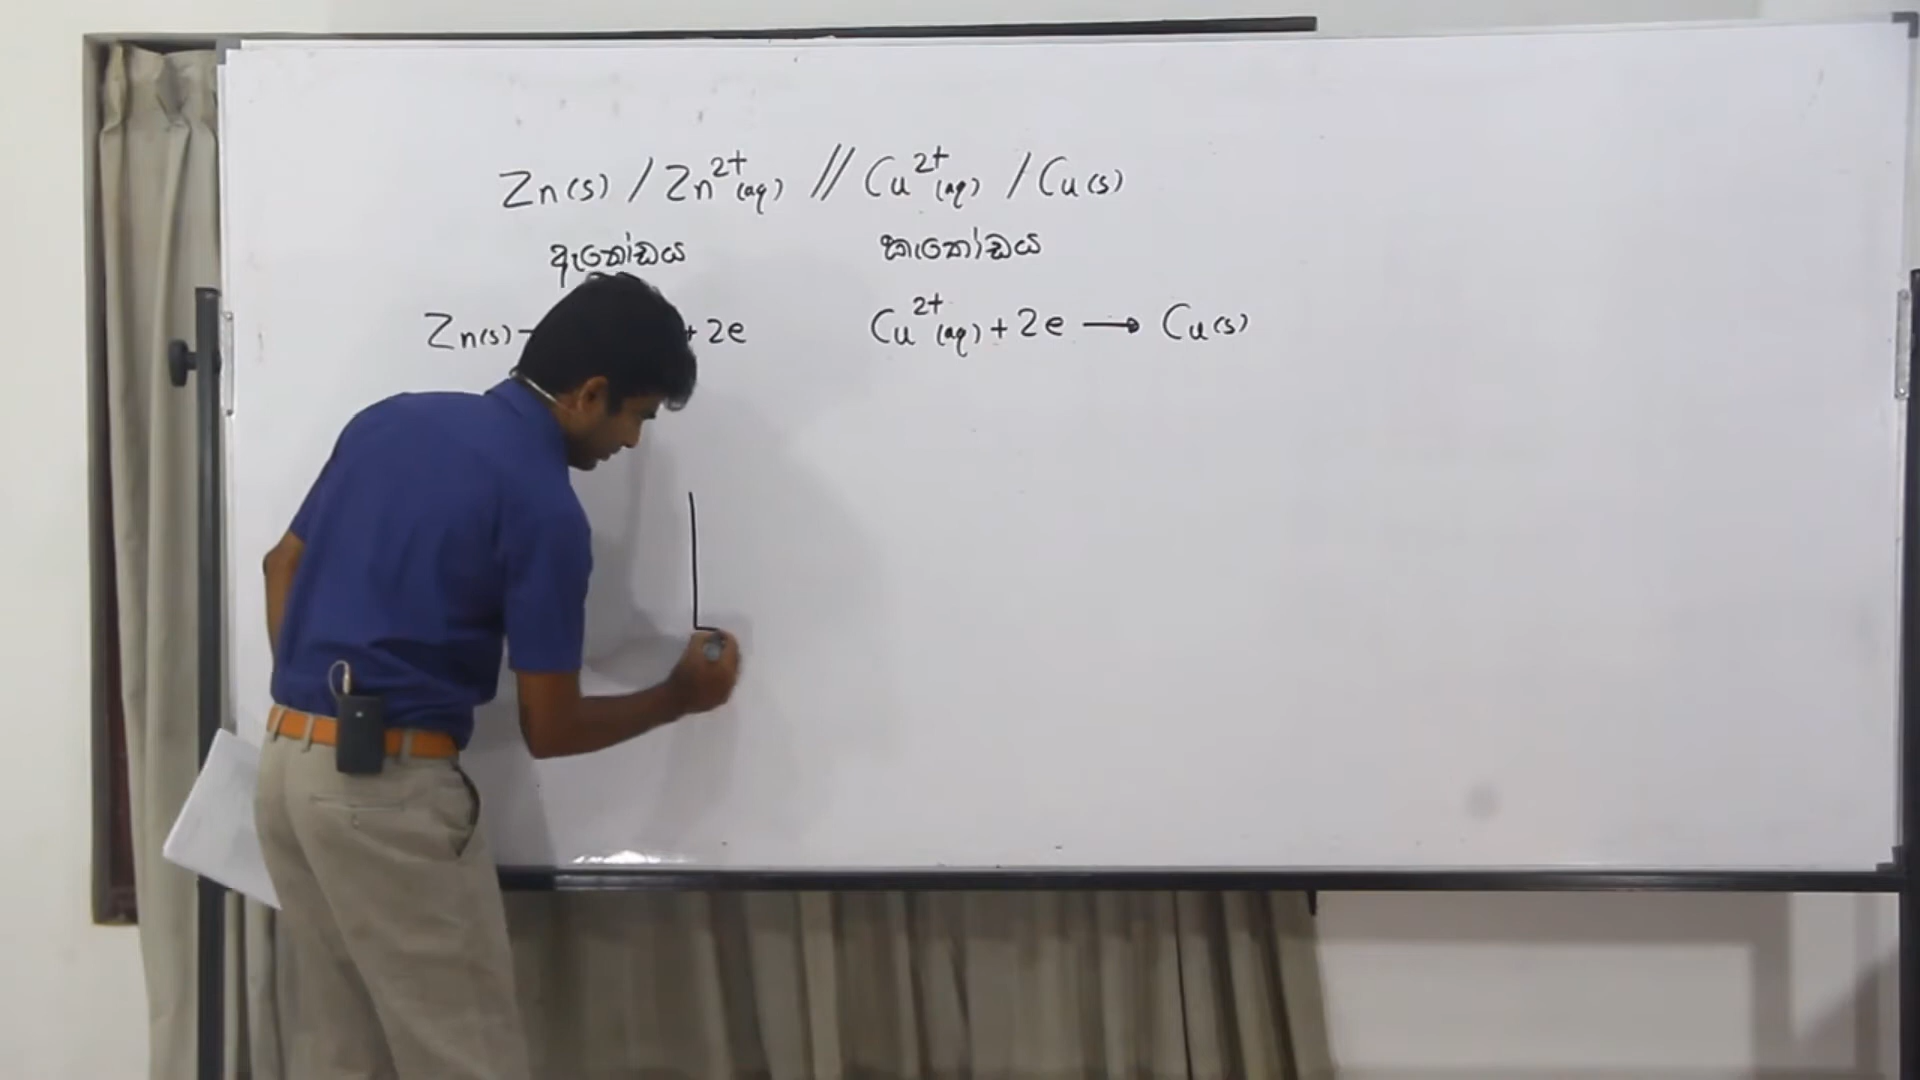 Zn(s) / Zn²⁺(aq) // Cu²⁺(aq) / Cu(s)
ඇනෝඩය කැතෝඩය
Zn(s) + 2e Cu²⁺(aq) + 2e → Cu(s)